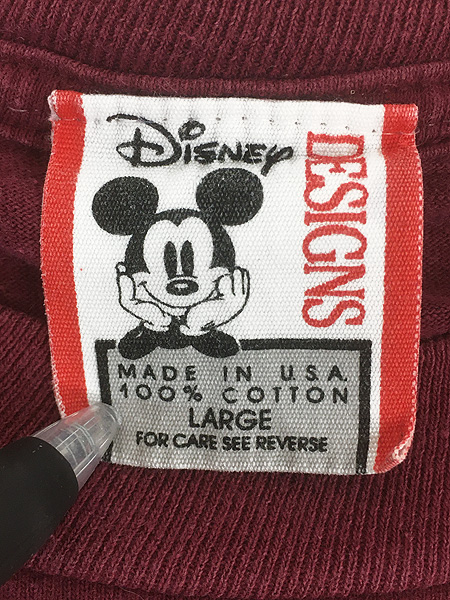 DISNEY
DESIGNS
MADE IN U.S.A.
100% COTTON
LARGE
FOR CARE SEE REVERSE